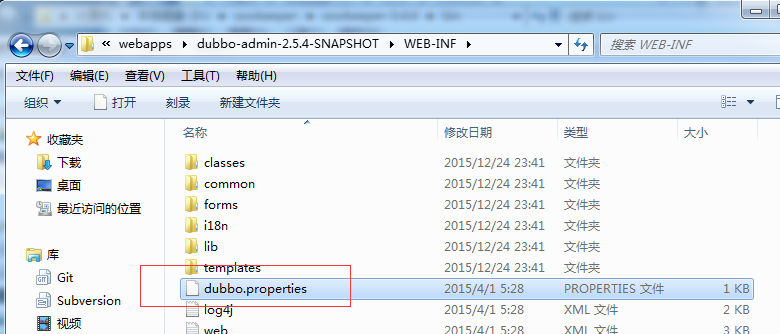 « webapps ▸ dubbo-admin-2.5.4-SNAPSHOT ▸ WEB-INF ▸
搜索 WEB-INF
文件(F) 编辑(E) 查看(V) 工具(T) 帮助(H)
组织 打开 刻录 新建文件夹
名称 修改日期 类型 大小
收藏夹
下载
桌面
最近访问的位置
库
Git
Subversion
视频
classes 2015/12/24 23:41 文件夹
common 2015/12/24 23:41 文件夹
forms 2015/12/24 23:41 文件夹
i18n 2015/12/24 23:41 文件夹
lib 2015/12/24 23:41 文件夹
templates 2015/12/24 23:41 文件夹
dubbo.properties 2015/4/1 5:28 PROPERTIES 文件 1 KB
log4j 2015/4/1 5:28 XML 文件 2 KB
web 2015/4/1 5:28 XML 文件 3 KB